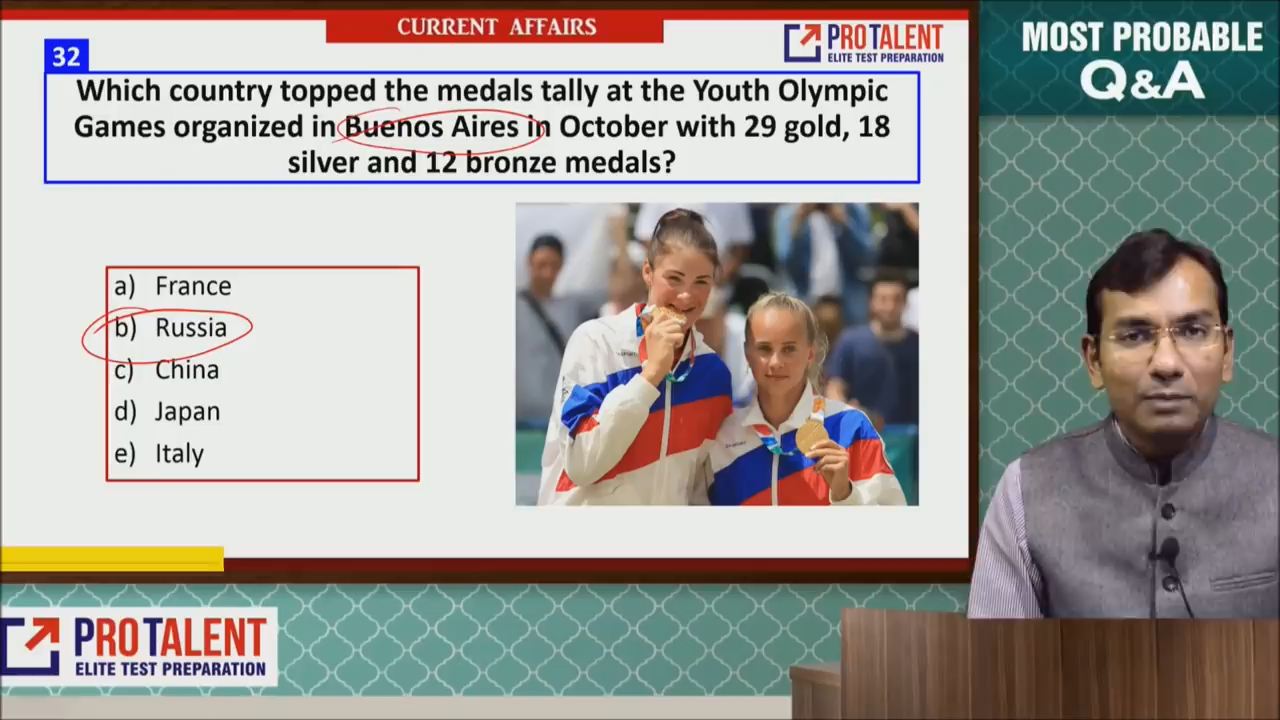 CURRENT AFFAIRS
PROTALENT
ELITE TEST PREPARATION
MOST PROBABLE
Q&A
32
Which country topped the medals tally at the Youth Olympic
Games organized in Buenos Aires in October with 29 gold, 18
silver and 12 bronze medals?
a) France
b) Russia
c) China
d) Japan
e) Italy
PROTALENT
ELITE TEST PREPARATION